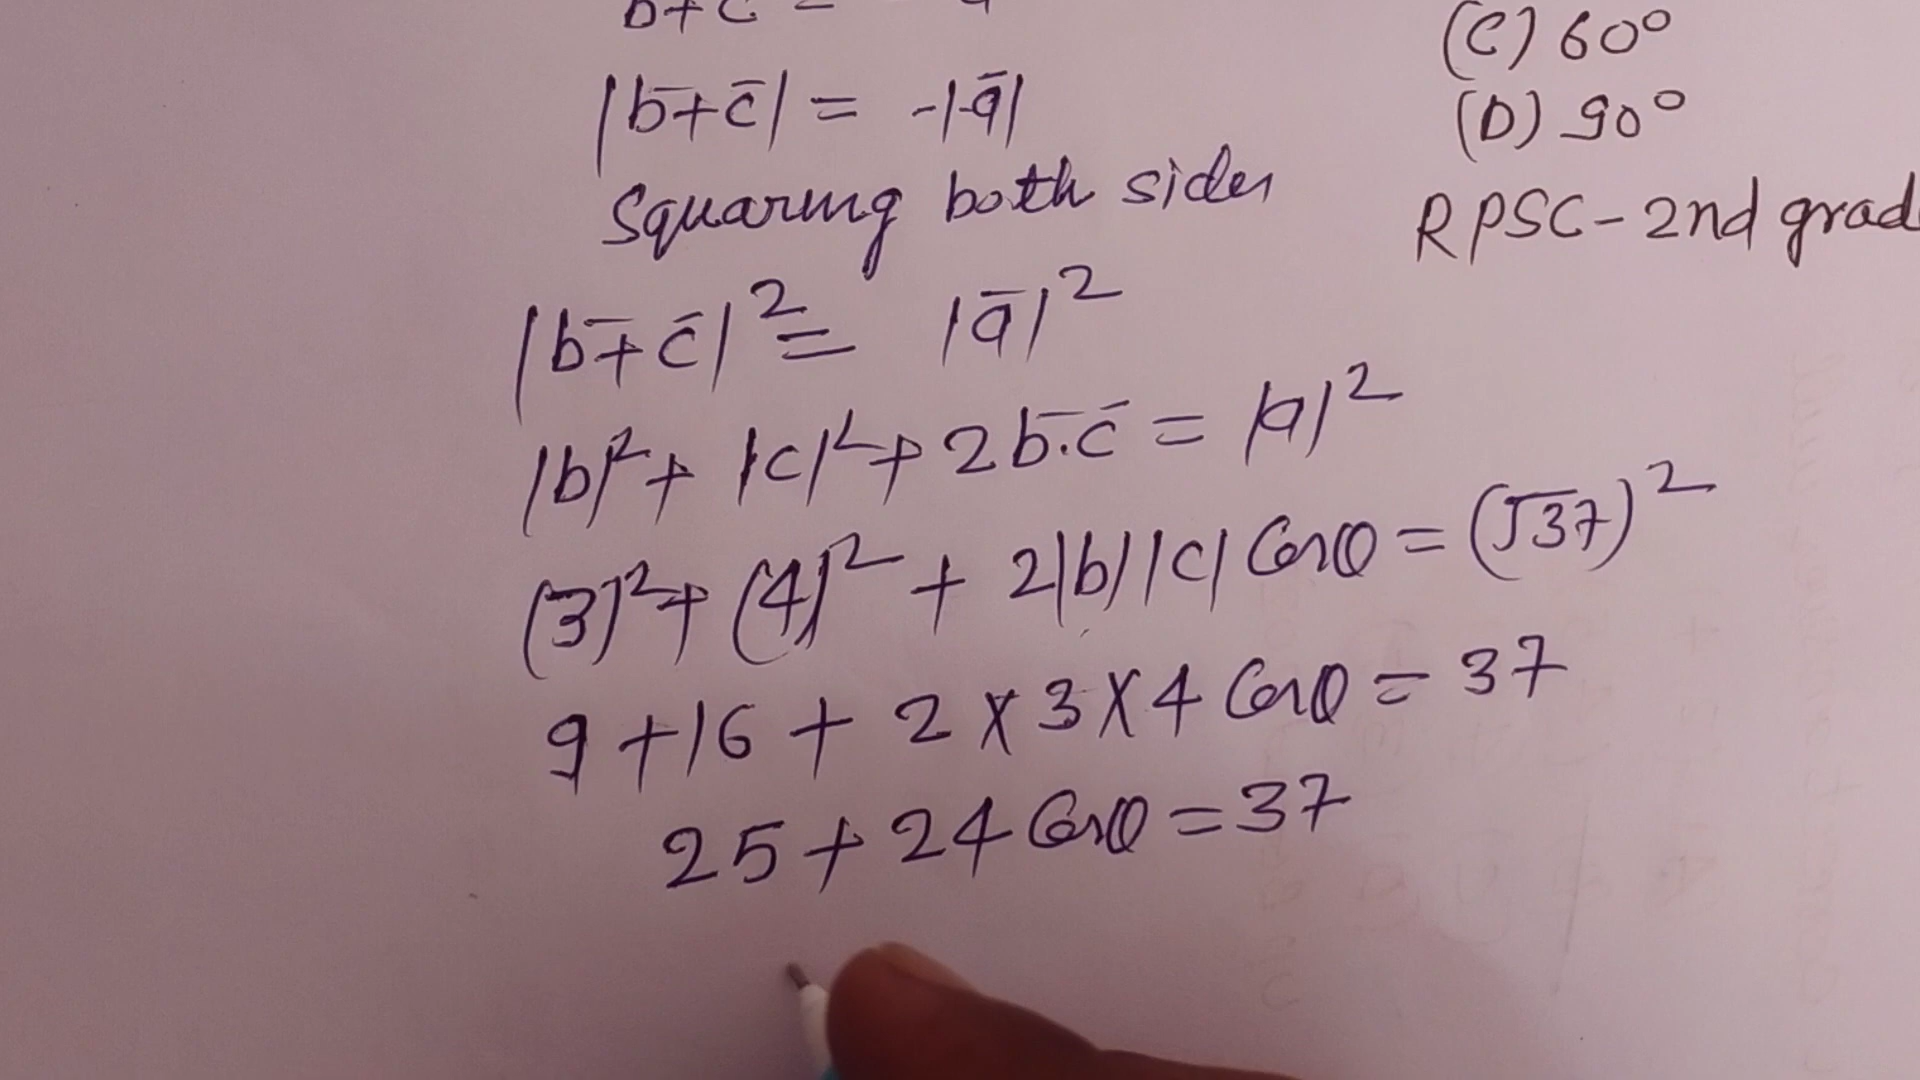 b+c = -a
|b̄+c̄| = -|-ā|
Squaring both sides
|b̄+c̄|² = |ā|²
|b|²+ |c|²+ 2b̄.c̄ = |a|²
(3)²+ (4)² + 2|b||c| Cosθ = (√37)²
9 +16 + 2 x 3 x 4 Cosθ = 37
25 + 24 Cosθ = 37
(C) 60°
(D) 90°
RPSC-2nd grad